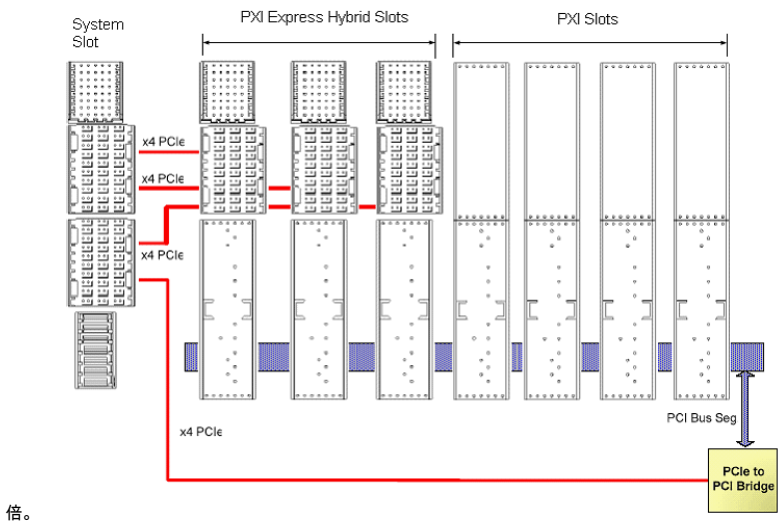 System
Slot
PXI Express Hybrid Slots
PXI Slots
x4 PCIe
x4 PCIe
x4 PCIe
x4 PCIe
PCI Bus Seg
PCIe to
PCI Bridge
倍。